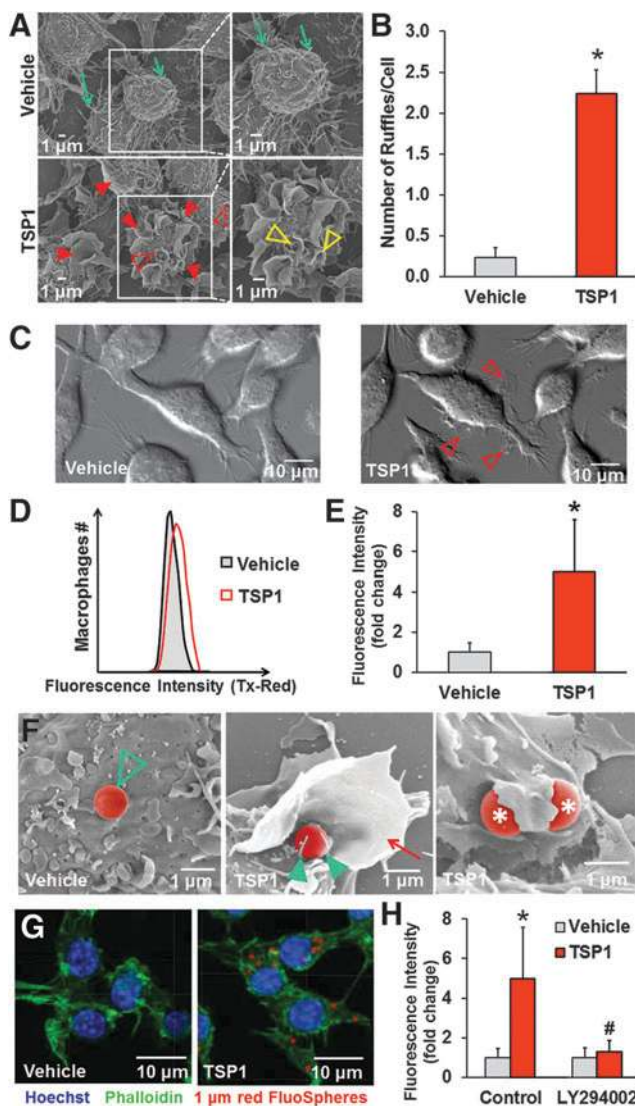 A
Vehicle
1 µm
1 µm
TSP1
1 µm
1 µm
B
Number of Ruffles/Cell
3.0
2.5
2.0
1.5
1.0
0.5
0.0
*
Vehicle
TSP1
C
Vehicle
10 µm
TSP1
10 µm
D
Macrophages #
Vehicle
TSP1
Fluorescence Intensity (Tx-Red)
E
Fluorescence Intensity
(fold change)
8
6
4
2
0
*
Vehicle
TSP1
F
Vehicle
1 µm
TSP1
1 µm
*
*
TSP1
1 µm
G
Vehicle
10 µm
TSP1
10 µm
Hoechst Phalloidin 1 µm red FluoSpheres
H
Fluorescence Intensity
(fold change)
8
6
4
2
0
*
#
Vehicle
TSP1
Control
LY294002